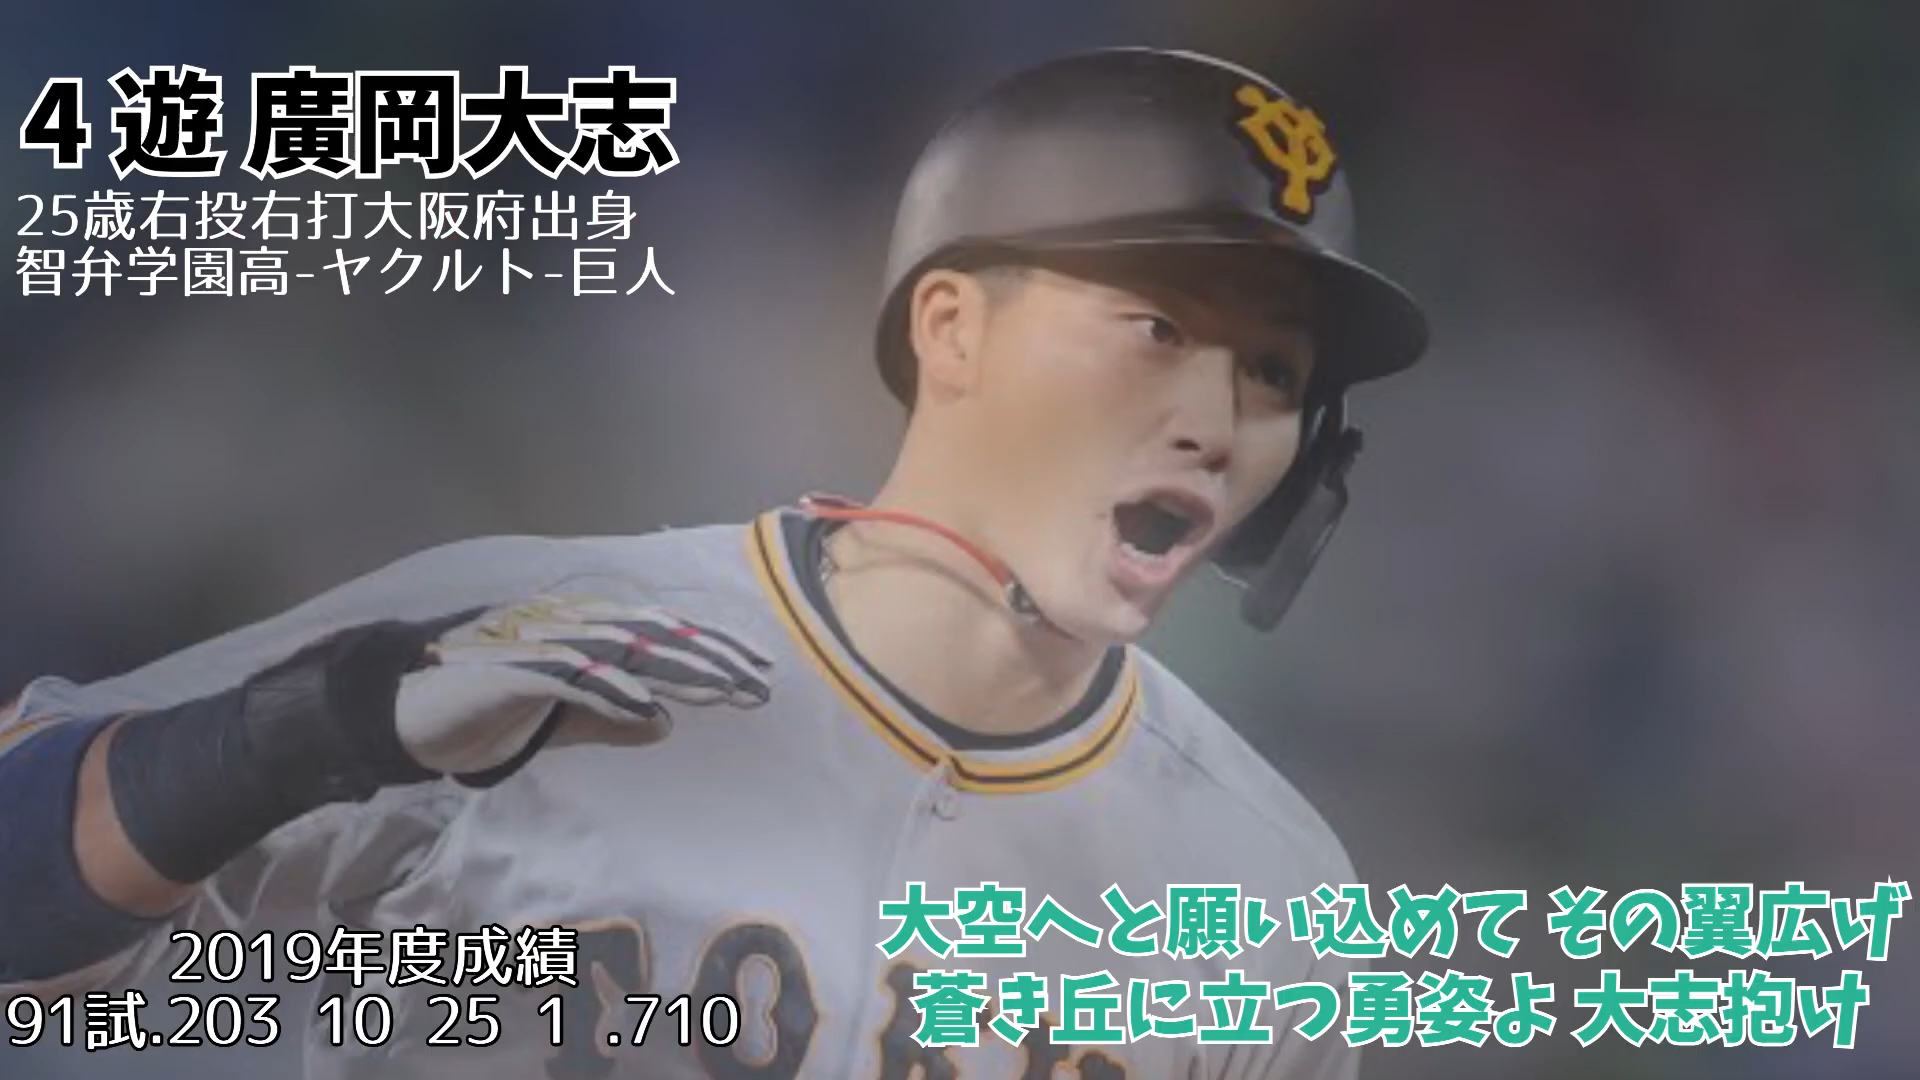 4 遊 廣岡大志
25歳右投右打大阪府出身
智弁学園高-ヤクルト-巨人
2019年度成績
91試.203 10 25 1 .710
大空へと願い込めて その翼広げ
蒼き丘に立つ勇姿よ 大志抱け